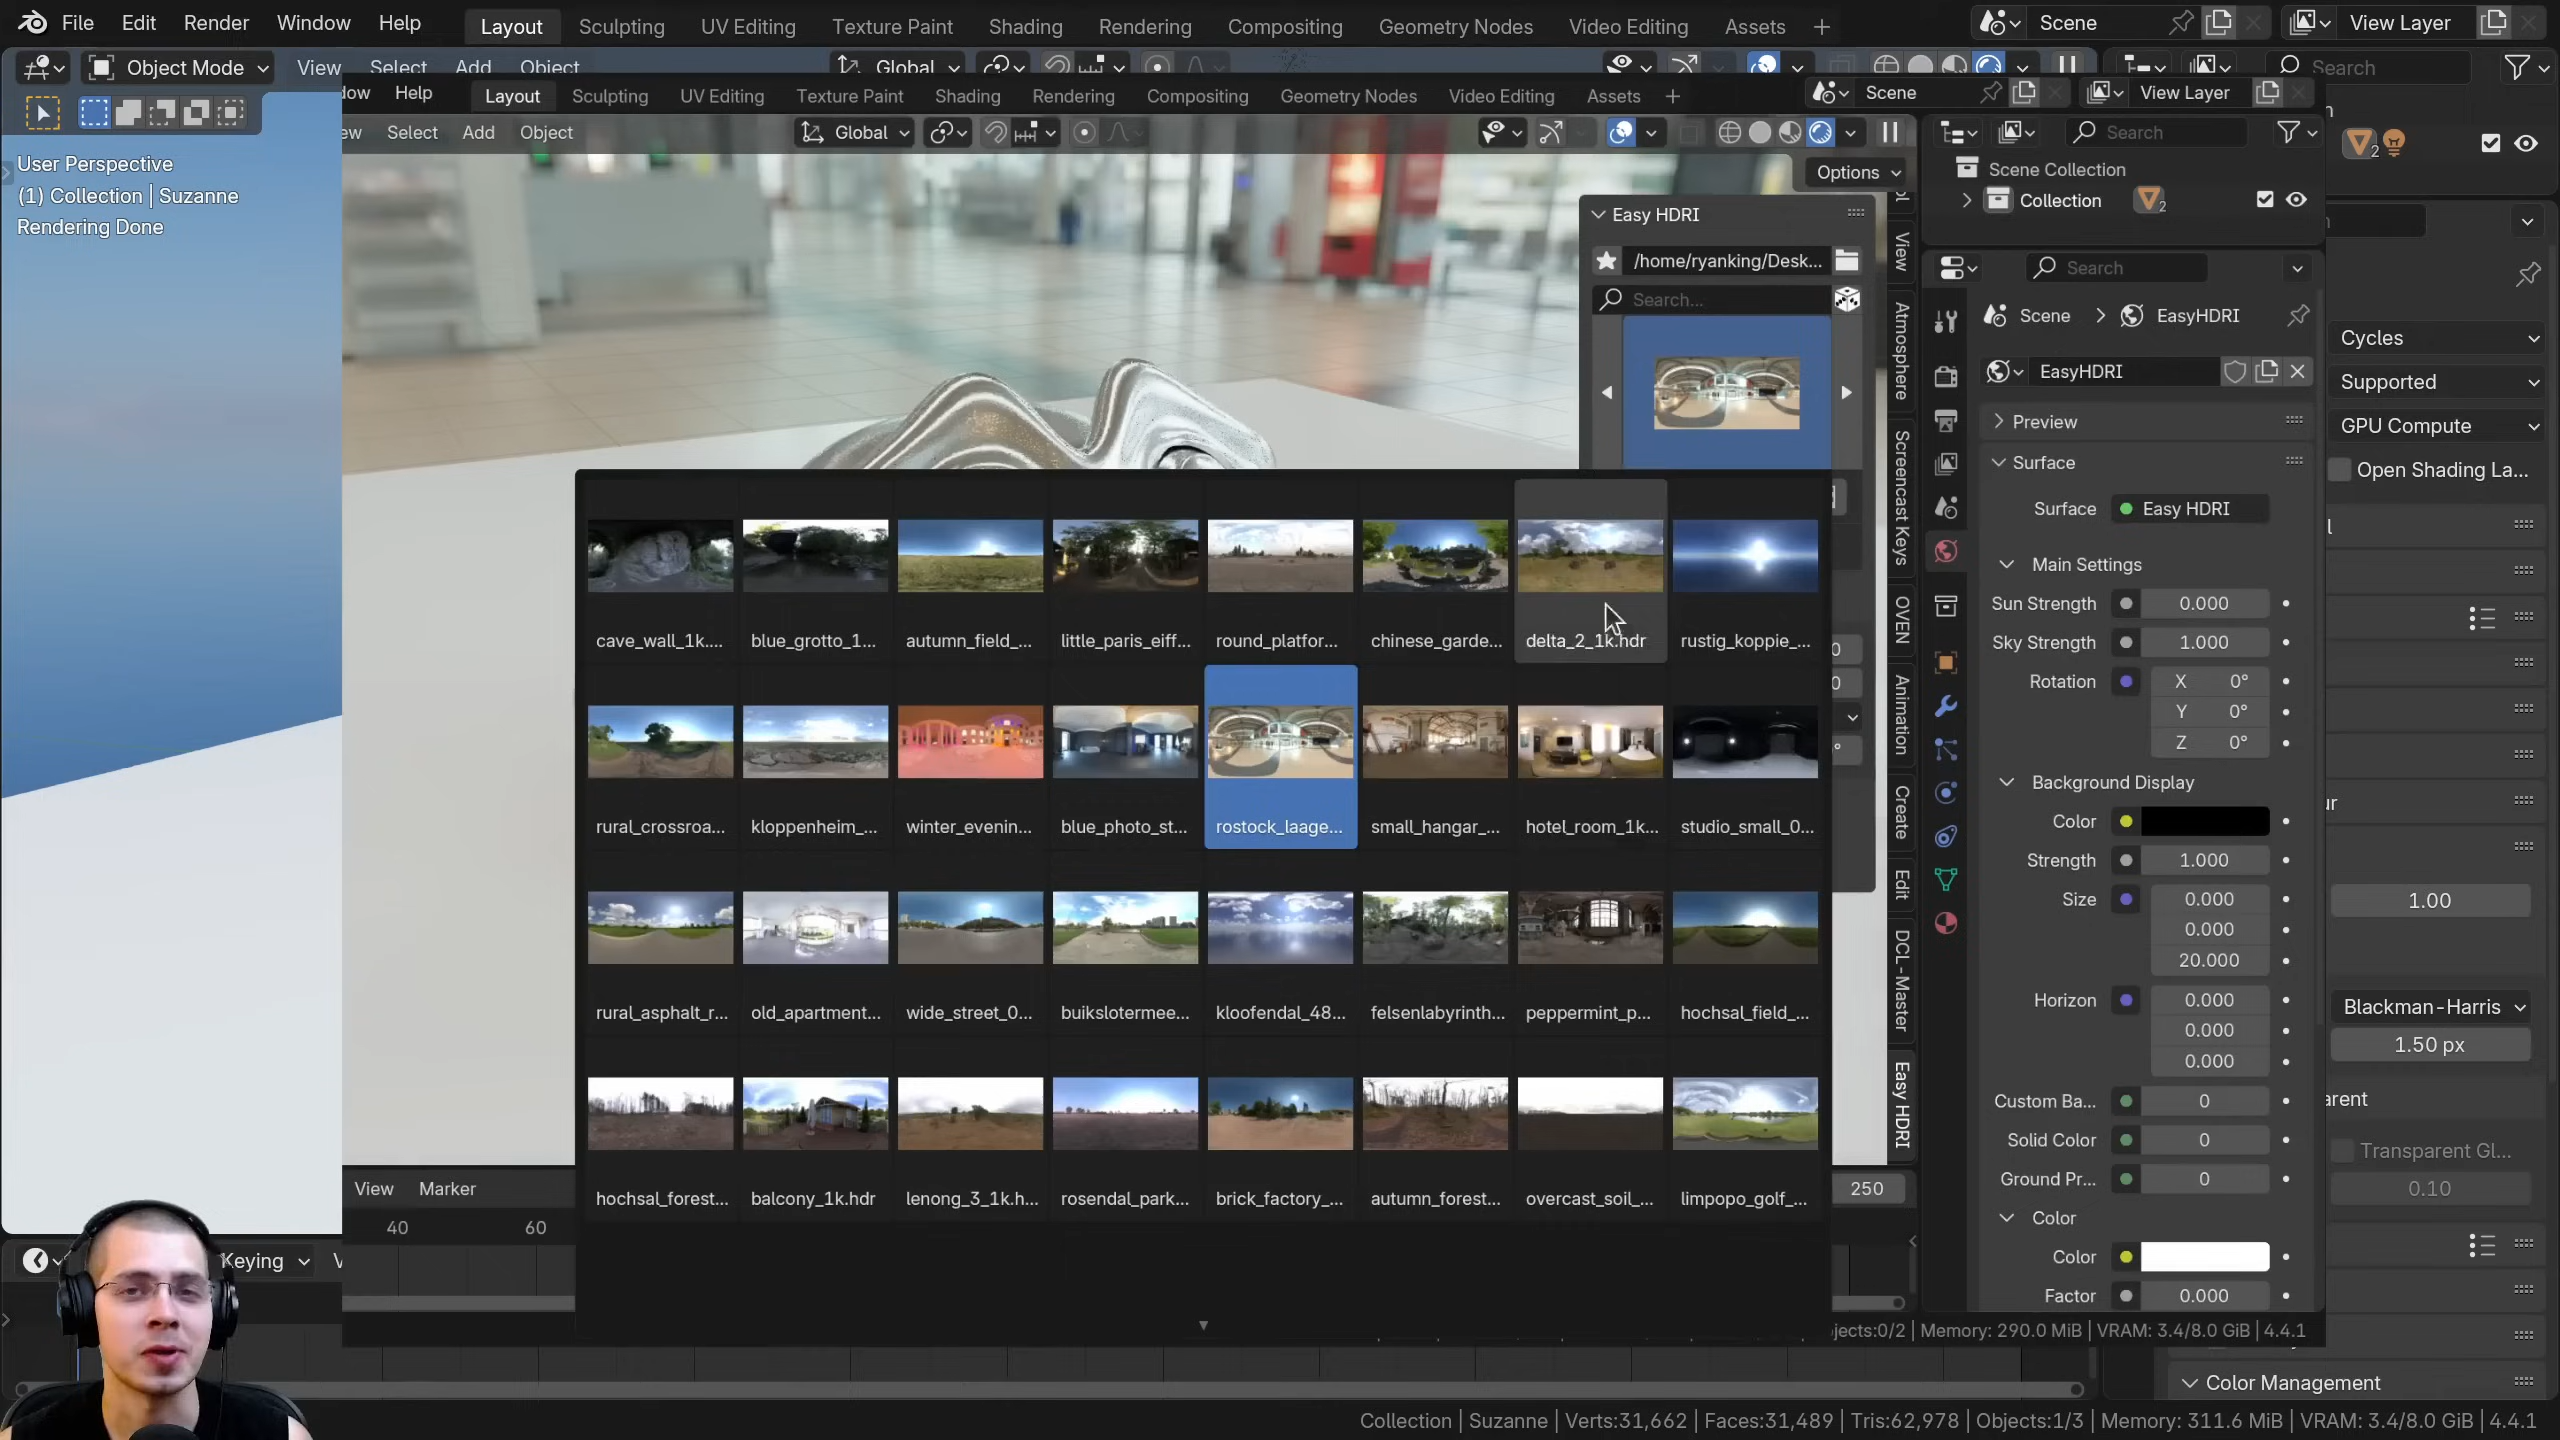 File Edit Render Window Help Layout Sculpting UV Editing Texture Paint Shading Rendering Compositing Geometry Nodes Video Editing Assets + Scene View Layer
Object Mode View Select Add Object Global Search
Help Layout Sculpting UV Editing Texture Paint Shading Rendering Compositing Geometry Nodes Video Editing Assets + Scene View Layer
Select Add Object Global Search
User Perspective
(1) Collection | Suzanne
Rendering Done
Options
Scene Collection
Collection 2
2
Easy HDRI
/home/ryanking/Desk...
Search...
View
Atmosphere
Screencast Keys
OVEN
Animation
Create
Edit
DCL-Master
Easy HDRI
cave_wall_1k.... blue_grotto_1... autumn_field_... little_paris_eiff... round_platfor... chinese_garde... delta_2_1k.hdr rustig_koppie_...
rural_crossroa... kloppenheim_... winter_evenin... blue_photo_st... rostock_laage... small_hangar_... hotel_room_1k... studio_small_0...
rural_asphalt_r... old_apartment... wide_street_0... buikslotermee... kloofendal_48... felsenlabyrinth... peppermint_p... hochsal_field_...
hochsal_forest... balcony_1k.hdr lenong_3_1k.h... rosendal_park... brick_factory_... autumn_forest... overcast_soil_... limpopo_golf_...
Search
Scene > EasyHDRI
EasyHDRI
Preview
Surface
Surface Easy HDRI
Main Settings
Sun Strength 0.000
Sky Strength 1.000
Rotation X 0°
Y 0°
Z 0°
Background Display
Color
Strength 1.000
Size 0.000
0.000
20.000
Horizon 0.000
0.000
0.000
Custom Ba... 0
Solid Color 0
Ground Pr... 0
Color
Color
Factor 0.000
Cycles
Supported
GPU Compute
Open Shading La...
1.00
Blackman-Harris
1.50 px
Transparent Gl...
0.10
Color Management
View Marker
250
40 60
Keying
Objects:0/2 | Memory: 290.0 MiB | VRAM: 3.4/8.0 GiB | 4.4.1
Collection | Suzanne | Verts:31,662 | Faces:31,489 | Tris:62,978 | Objects:1/3 | Memory: 311.6 MiB | VRAM: 3.4/8.0 GiB | 4.4.1